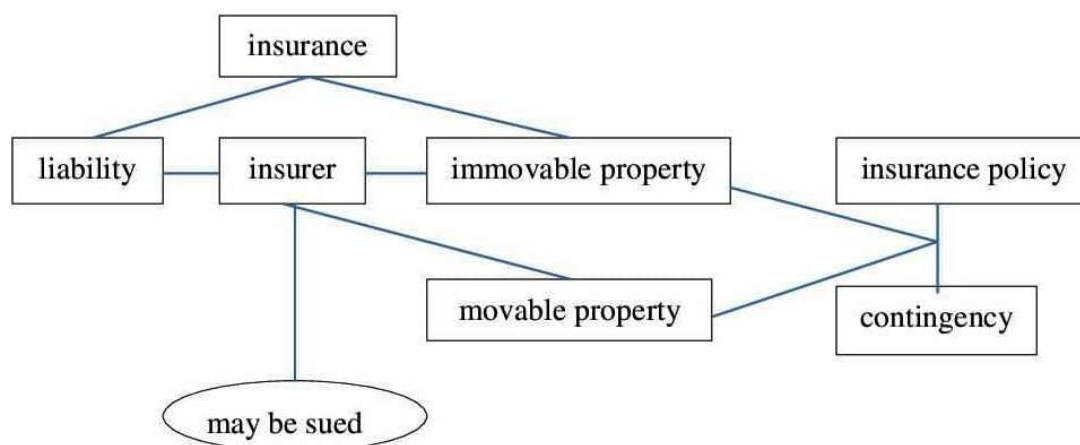 insurance
liability
insurer
immovable property
insurance policy
movable property
contingency
may be sued